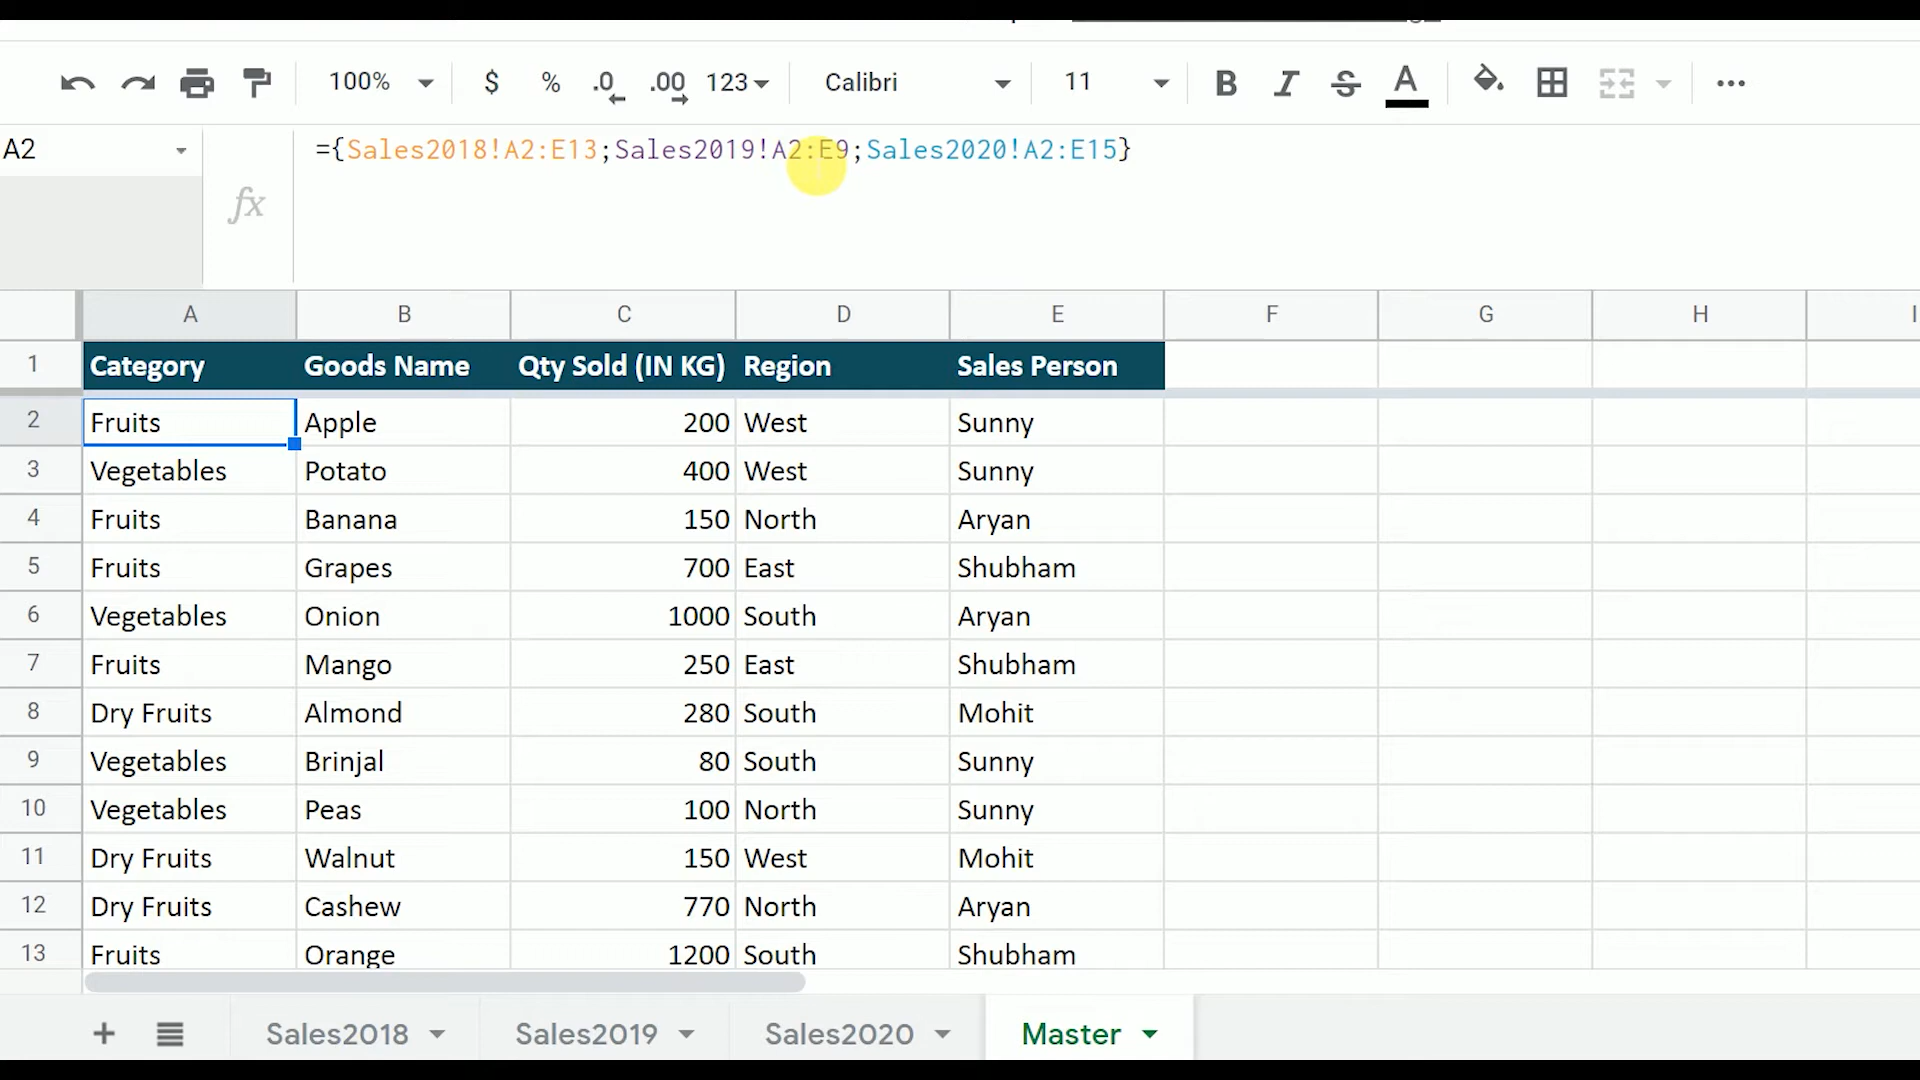 100% $ % .0 .00 123 Calibri 11 B I S A
A2 fx ={Sales2018!A2:E13;Sales2019!A2:E9;Sales2020!A2:E15}
A B C D E F G H I
1 Category Goods Name Qty Sold (IN KG) Region Sales Person
2 Fruits Apple 200 West Sunny
3 Vegetables Potato 400 West Sunny
4 Fruits Banana 150 North Aryan
5 Fruits Grapes 700 East Shubham
6 Vegetables Onion 1000 South Aryan
7 Fruits Mango 250 East Shubham
8 Dry Fruits Almond 280 South Mohit
9 Vegetables Brinjal 80 South Sunny
10 Vegetables Peas 100 North Sunny
11 Dry Fruits Walnut 150 West Mohit
12 Dry Fruits Cashew 770 North Aryan
13 Fruits Orange 1200 South Shubham
Sales2018 Sales2019 Sales2020 Master